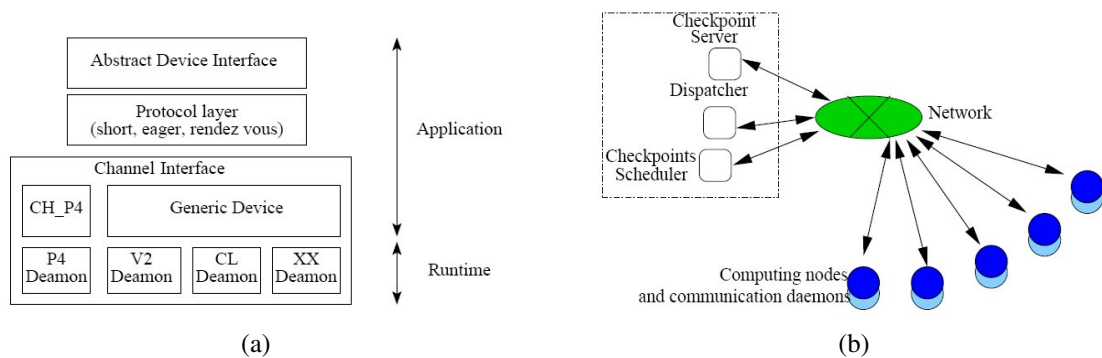 Abstract Device Interface
Protocol layer
(short, eager, rendez vous)
Channel Interface
CH_P4
Generic Device
P4
Deamon
V2
Deamon
CL
Deamon
XX
Deamon
Application
Runtime
(a)
Checkpoint
Server
Dispatcher
Checkpoints
Scheduler
Network
Computing nodes
and communication daemons
(b)